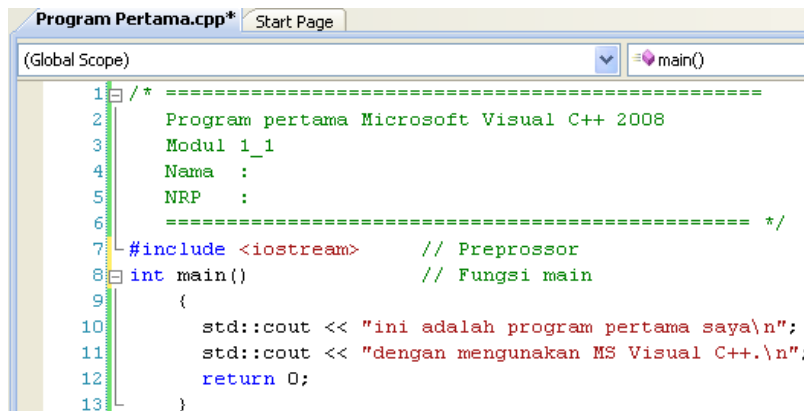 Program Pertama.cpp* Start Page
(Global Scope) main()
1 /* =================================================
2 Program pertama Microsoft Visual C++ 2008
3 Modul 1_1
4 Nama :
5 NRP :
6 ================================================ */
7 #include <iostream> // Preprossor
8 int main() // Fungsi main
9 {
10 std::cout << "ini adalah program pertama saya\n";
11 std::cout << "dengan mengunakan MS Visual C++.\n";
12 return 0;
13 }